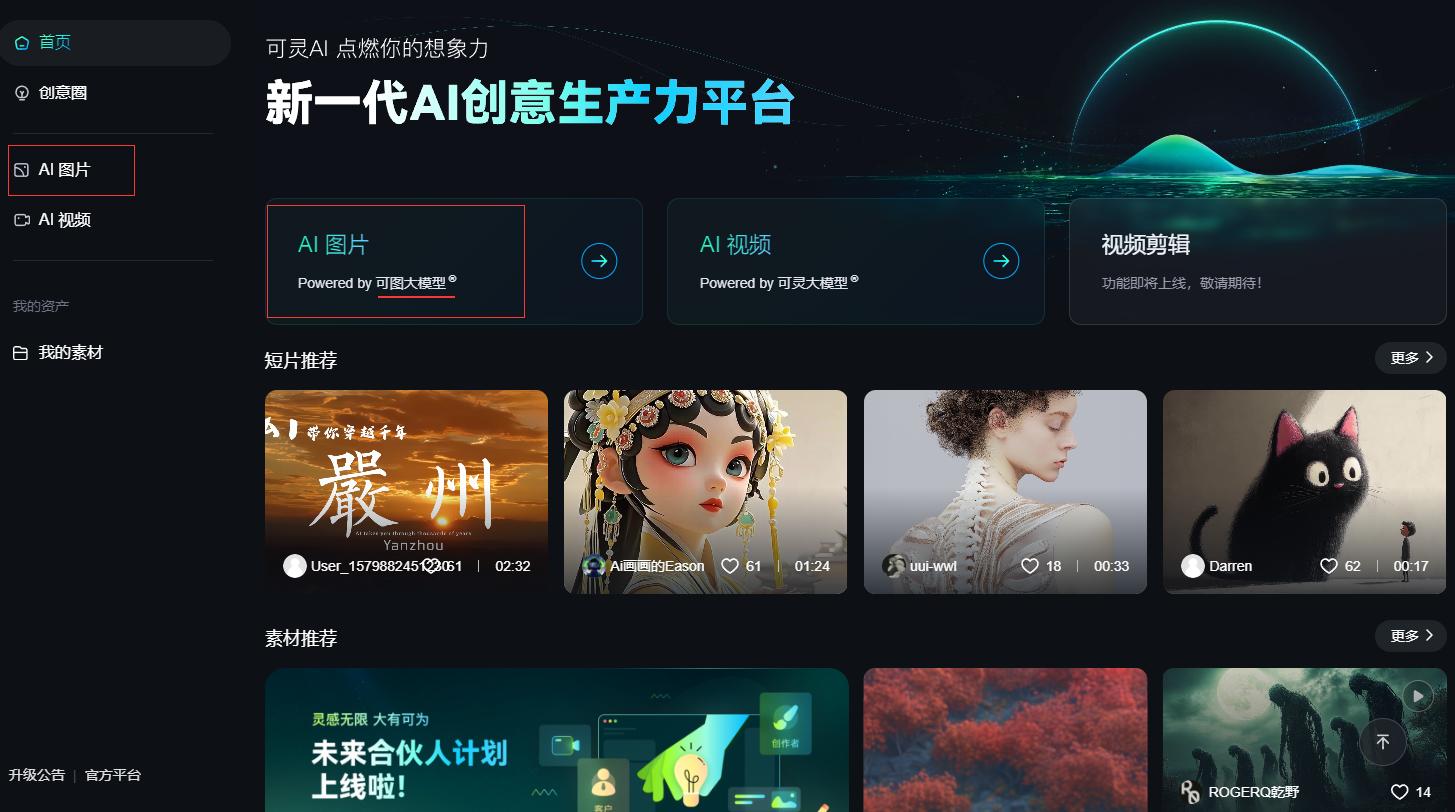 首页
创意圈
AI 图片
AI 视频
我的资产
我的素材
升级公告 | 官方平台
可灵AI 点燃你的想象力
新一代AI创意生产力平台
AI 图片
Powered by 可图大模型®
AI 视频
Powered by 可灵大模型®
视频剪辑
功能即将上线，敬请期待！
短片推荐
更多
带你穿越千年
嚴州
AI takes you through thousands of years
Yanzhou
61
02:32
Ai画画的Eason
61
01:24
uui-wwl
18
00:33
Darren
62
00:17
素材推荐
更多
灵感无限 大有可为
未来合伙人计划
上线啦！
创作者
客户
ROGERQ乾野
14